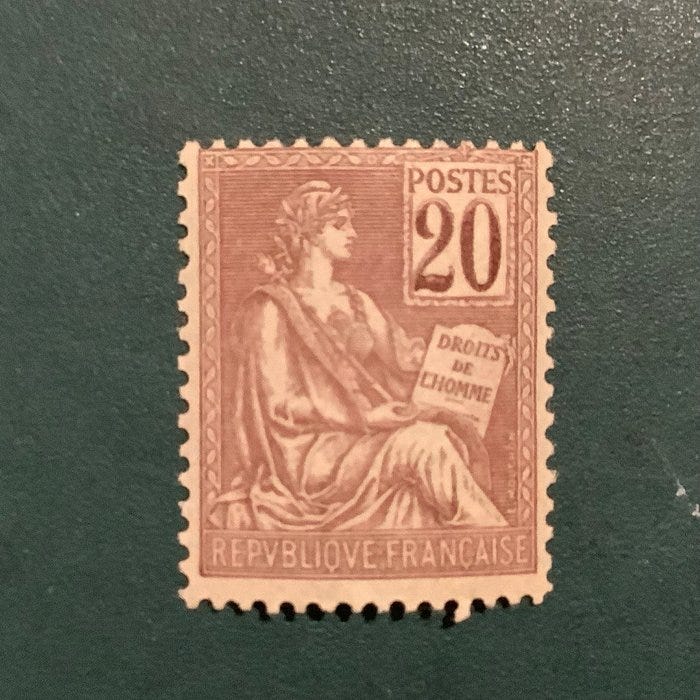 POSTES
20
DROITS
DE
L'HOMME
REPVBLIQVE FRANÇAISE